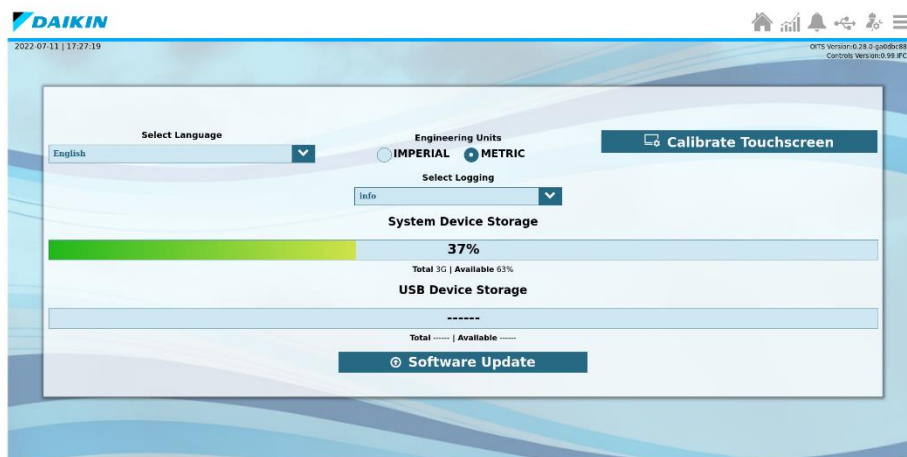 DAIKIN
2022-07-11 | 17:27:19
OITS Version:0.28.0-ga0dbc88
Controls Version:0.99.IFC
Select Language
English
Engineering Units
IMPERIAL METRIC
Calibrate Touchscreen
Select Logging
info
System Device Storage
37%
Total 3G | Available 63%
USB Device Storage
------
Total ------ | Available ------
Software Update